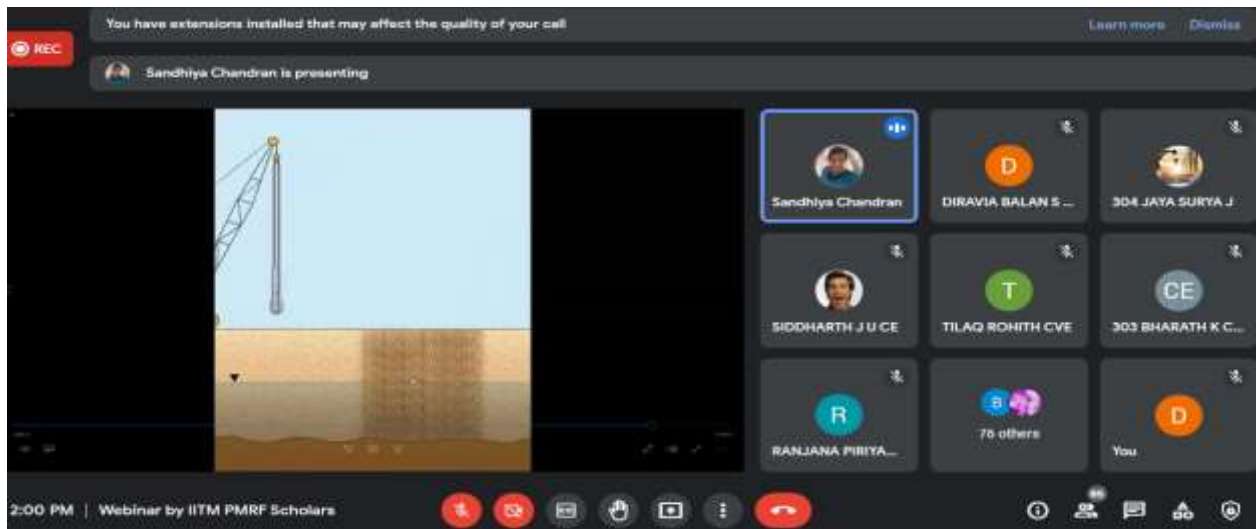 You have extensions installed that may affect the quality of your call
Learn more Dismiss
REC
Sandhiya Chandran is presenting
Sandhiya Chandran
D
DIRAVIA BALAN S ...
304 JAYA SURYA J
SIDDHARTH J U CE
T
TILAQ ROHITH CVE
CE
303 BHARATH K C...
R
RANJANA PIRIYA...
B
76 others
D
You
2:00 PM | Webinar by IITM PMRF Scholars